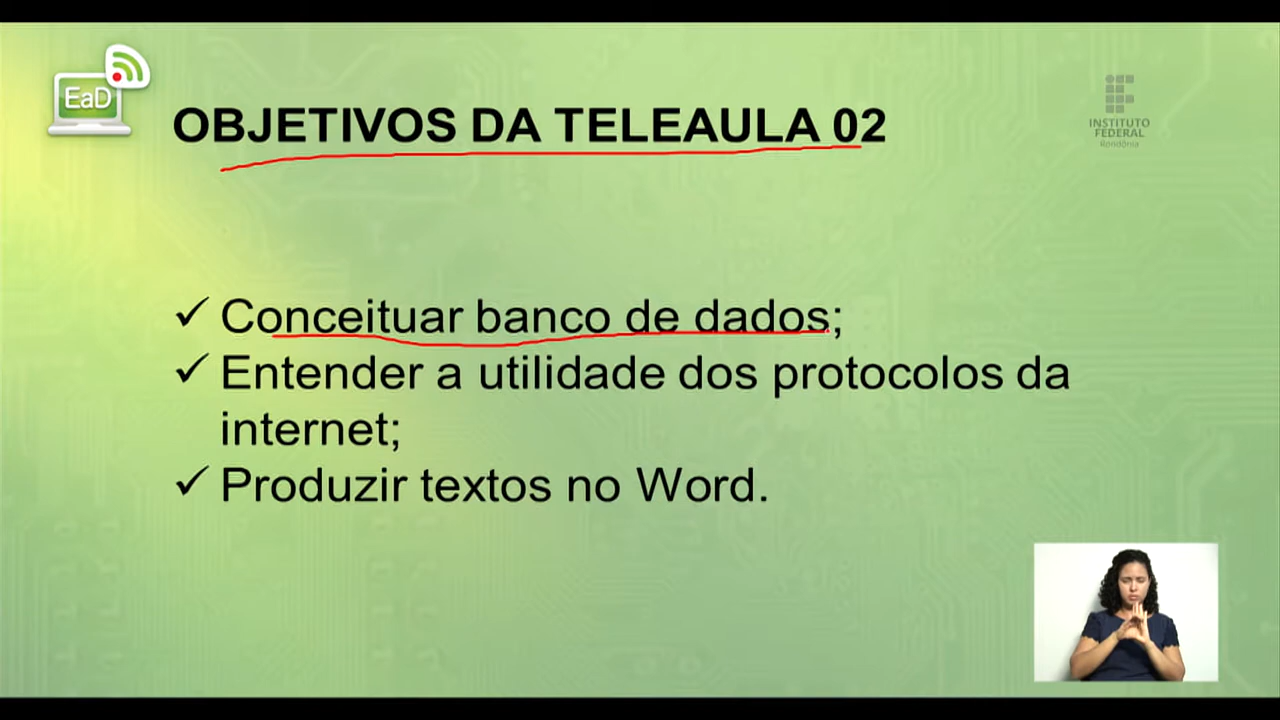 EaD
OBJETIVOS DA TELEAULA 02
INSTITUTO
FEDERAL
Rondônia
✓ Conceituar banco de dados;
✓ Entender a utilidade dos protocolos da
internet;
✓ Produzir textos no Word.